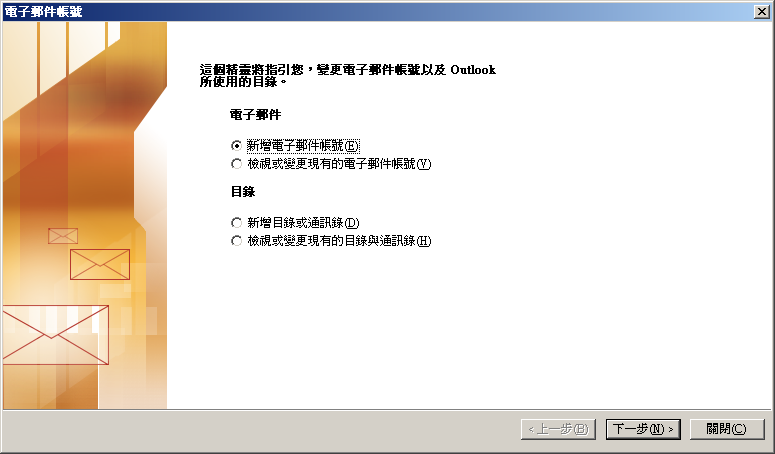 電子郵件帳號
這個精靈將指引您，變更電子郵件帳號以及 Outlook
所使用的目錄。
電子郵件
新增電子郵件帳號(E)
檢視或變更現有的電子郵件帳號(V)
目錄
新增目錄或通訊錄(D)
檢視或變更現有的目錄與通訊錄(H)
< 上一步(B)
下一步(N) >
關閉(C)